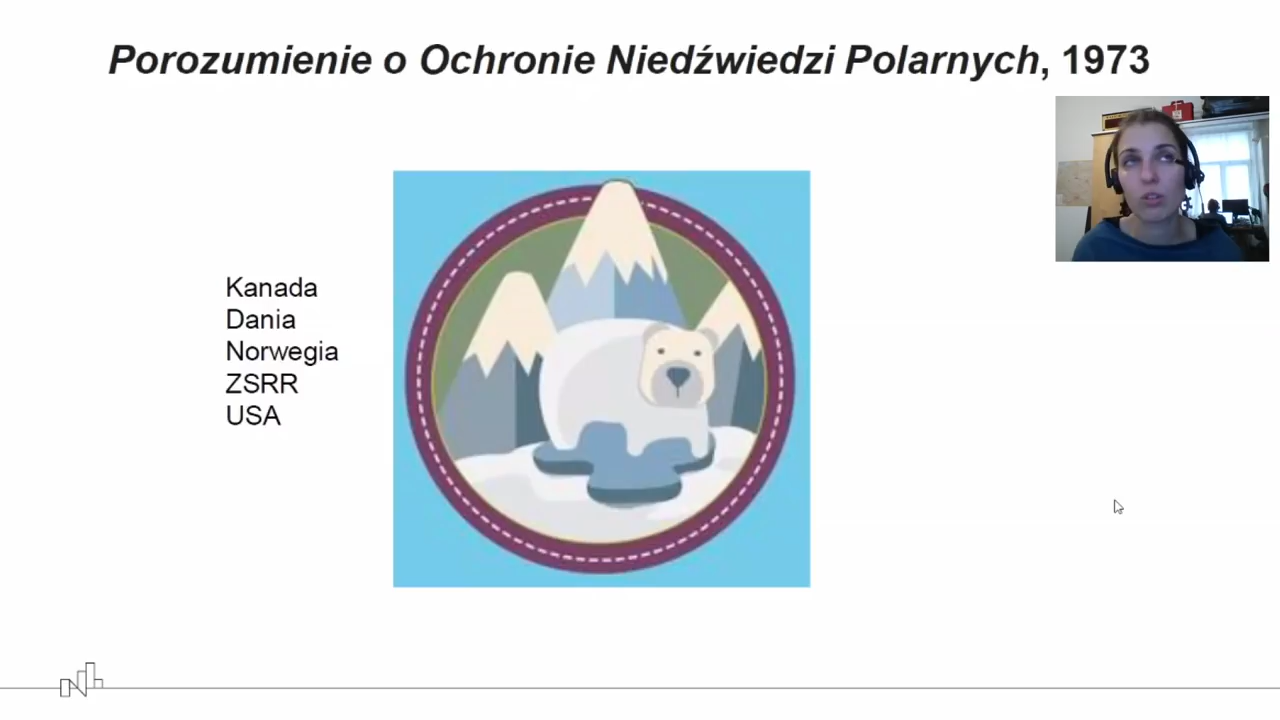 Porozumienie o Ochronie Niedźwiedzi Polarnych, 1973
Kanada
Dania
Norwegia
ZSRR
USA